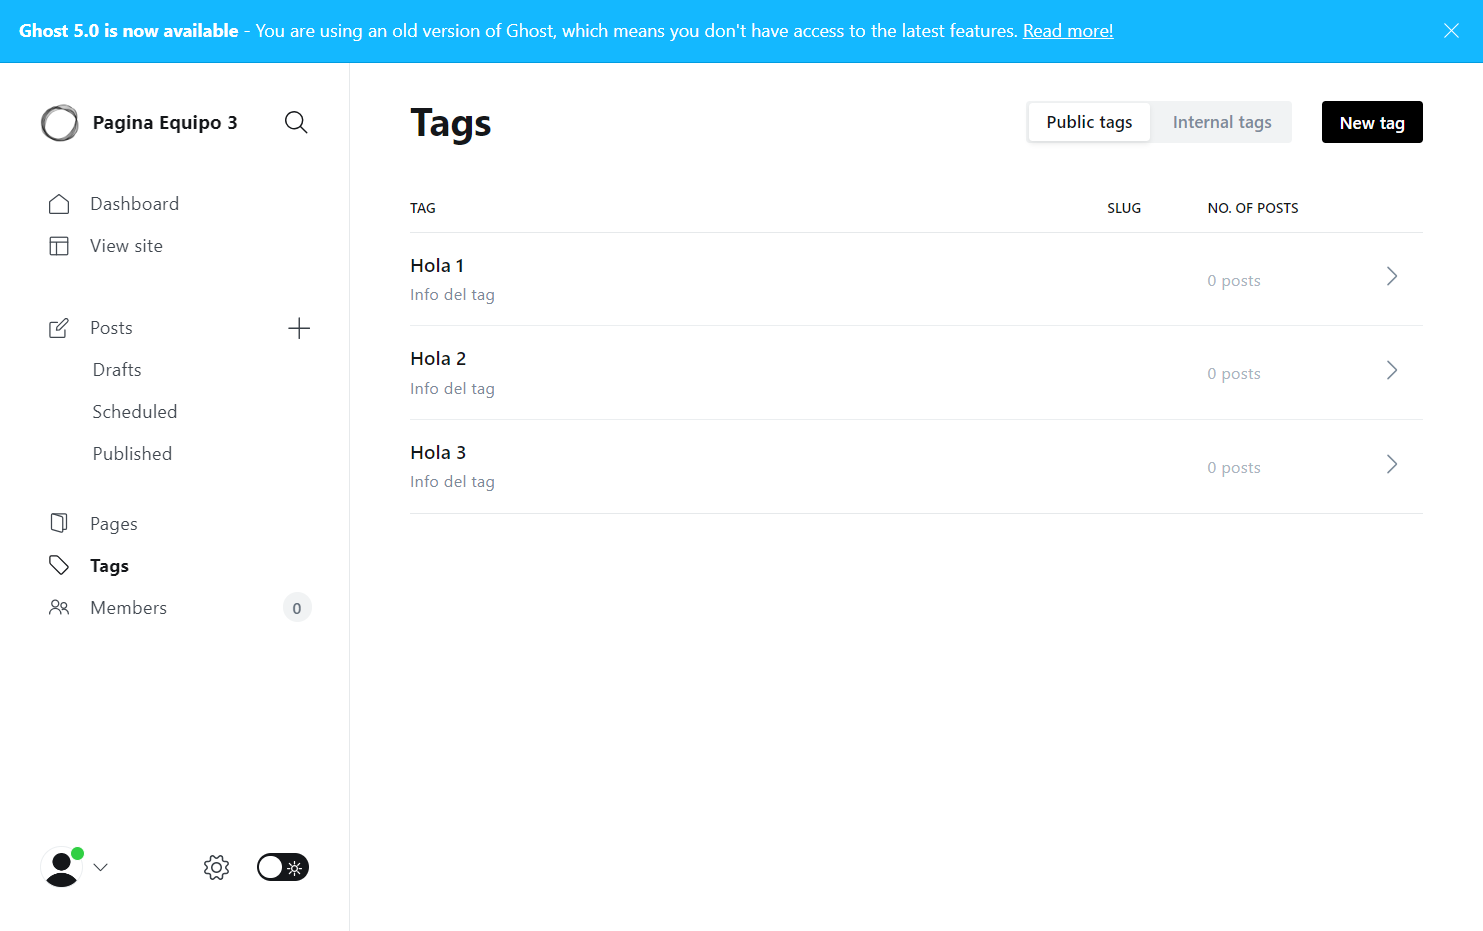 Ghost 5.0 is now available - You are using an old version of Ghost, which means you don't have access to the latest features. Read more!
Pagina Equipo 3
Dashboard
View site
Posts
Drafts
Scheduled
Published
Pages
Tags
Members 0
Tags
Public tags Internal tags New tag
TAG SLUG NO. OF POSTS
Hola 1
Info del tag
0 posts
Hola 2
Info del tag
0 posts
Hola 3
Info del tag
0 posts